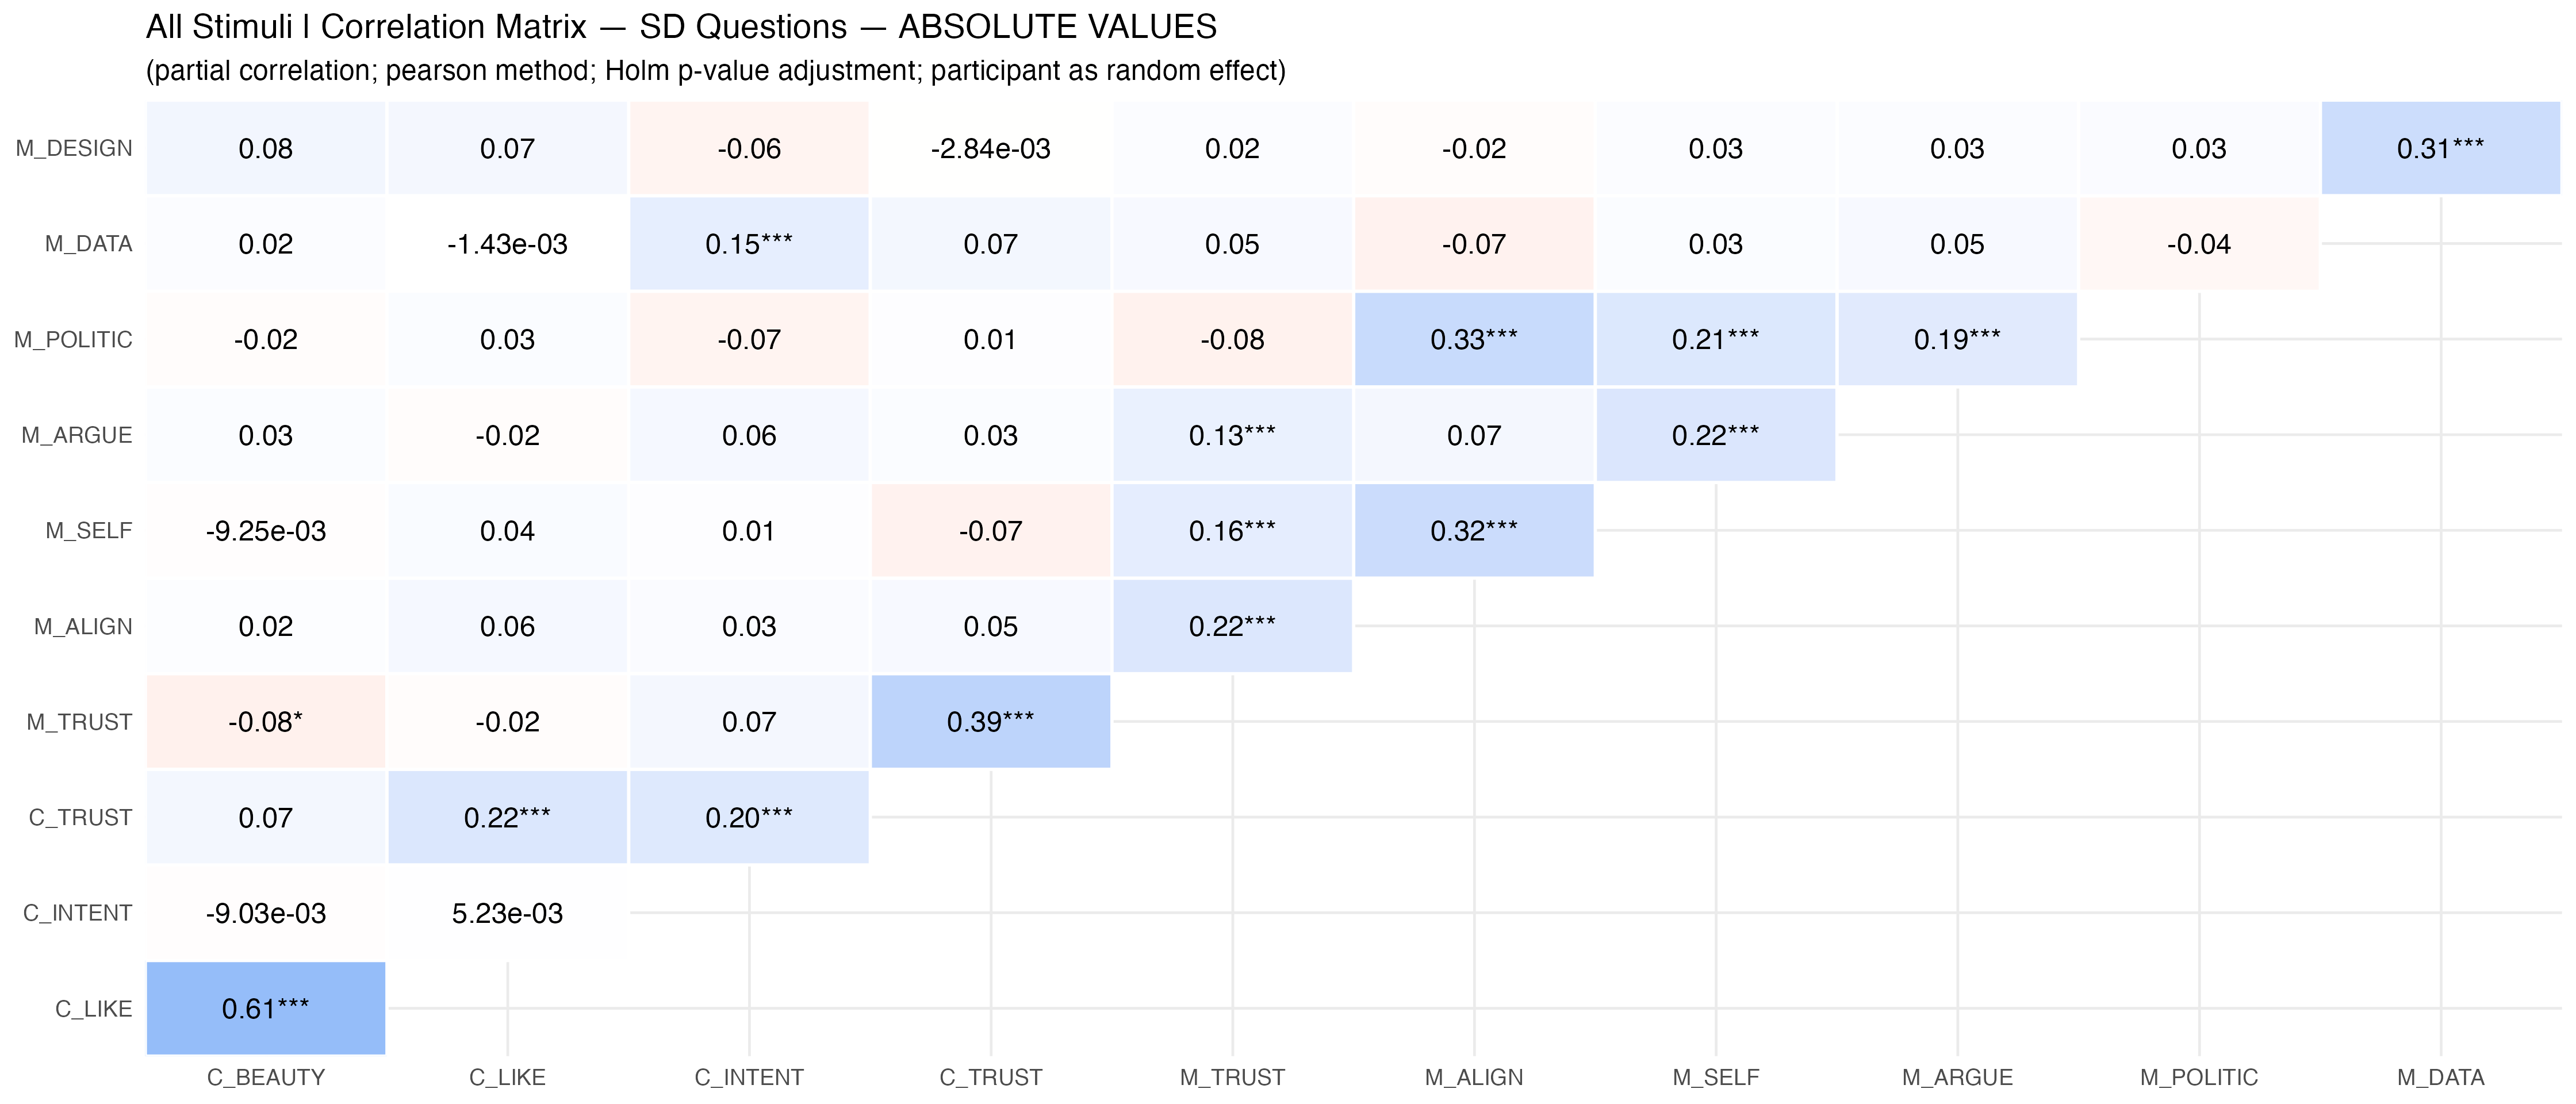 All Stimuli | Correlation Matrix — SD Questions — ABSOLUTE VALUES
(partial correlation; pearson method; Holm p-value adjustment; participant as random effect)
M_DESIGN 0.08 0.07 -0.06 -2.84e-03 0.02 -0.02 0.03 0.03 0.03 0.31***
M_DATA 0.02 -1.43e-03 0.15*** 0.07 0.05 -0.07 0.03 0.05 -0.04
M_POLITIC -0.02 0.03 -0.07 0.01 -0.08 0.33*** 0.21*** 0.19***
M_ARGUE 0.03 -0.02 0.06 0.03 0.13*** 0.07 0.22***
M_SELF -9.25e-03 0.04 0.01 -0.07 0.16*** 0.32***
M_ALIGN 0.02 0.06 0.03 0.05 0.22***
M_TRUST -0.08* -0.02 0.07 0.39***
C_TRUST 0.07 0.22*** 0.20***
C_INTENT -9.03e-03 5.23e-03
C_LIKE 0.61***
C_BEAUTY C_LIKE C_INTENT C_TRUST M_TRUST M_ALIGN M_SELF M_ARGUE M_POLITIC M_DATA